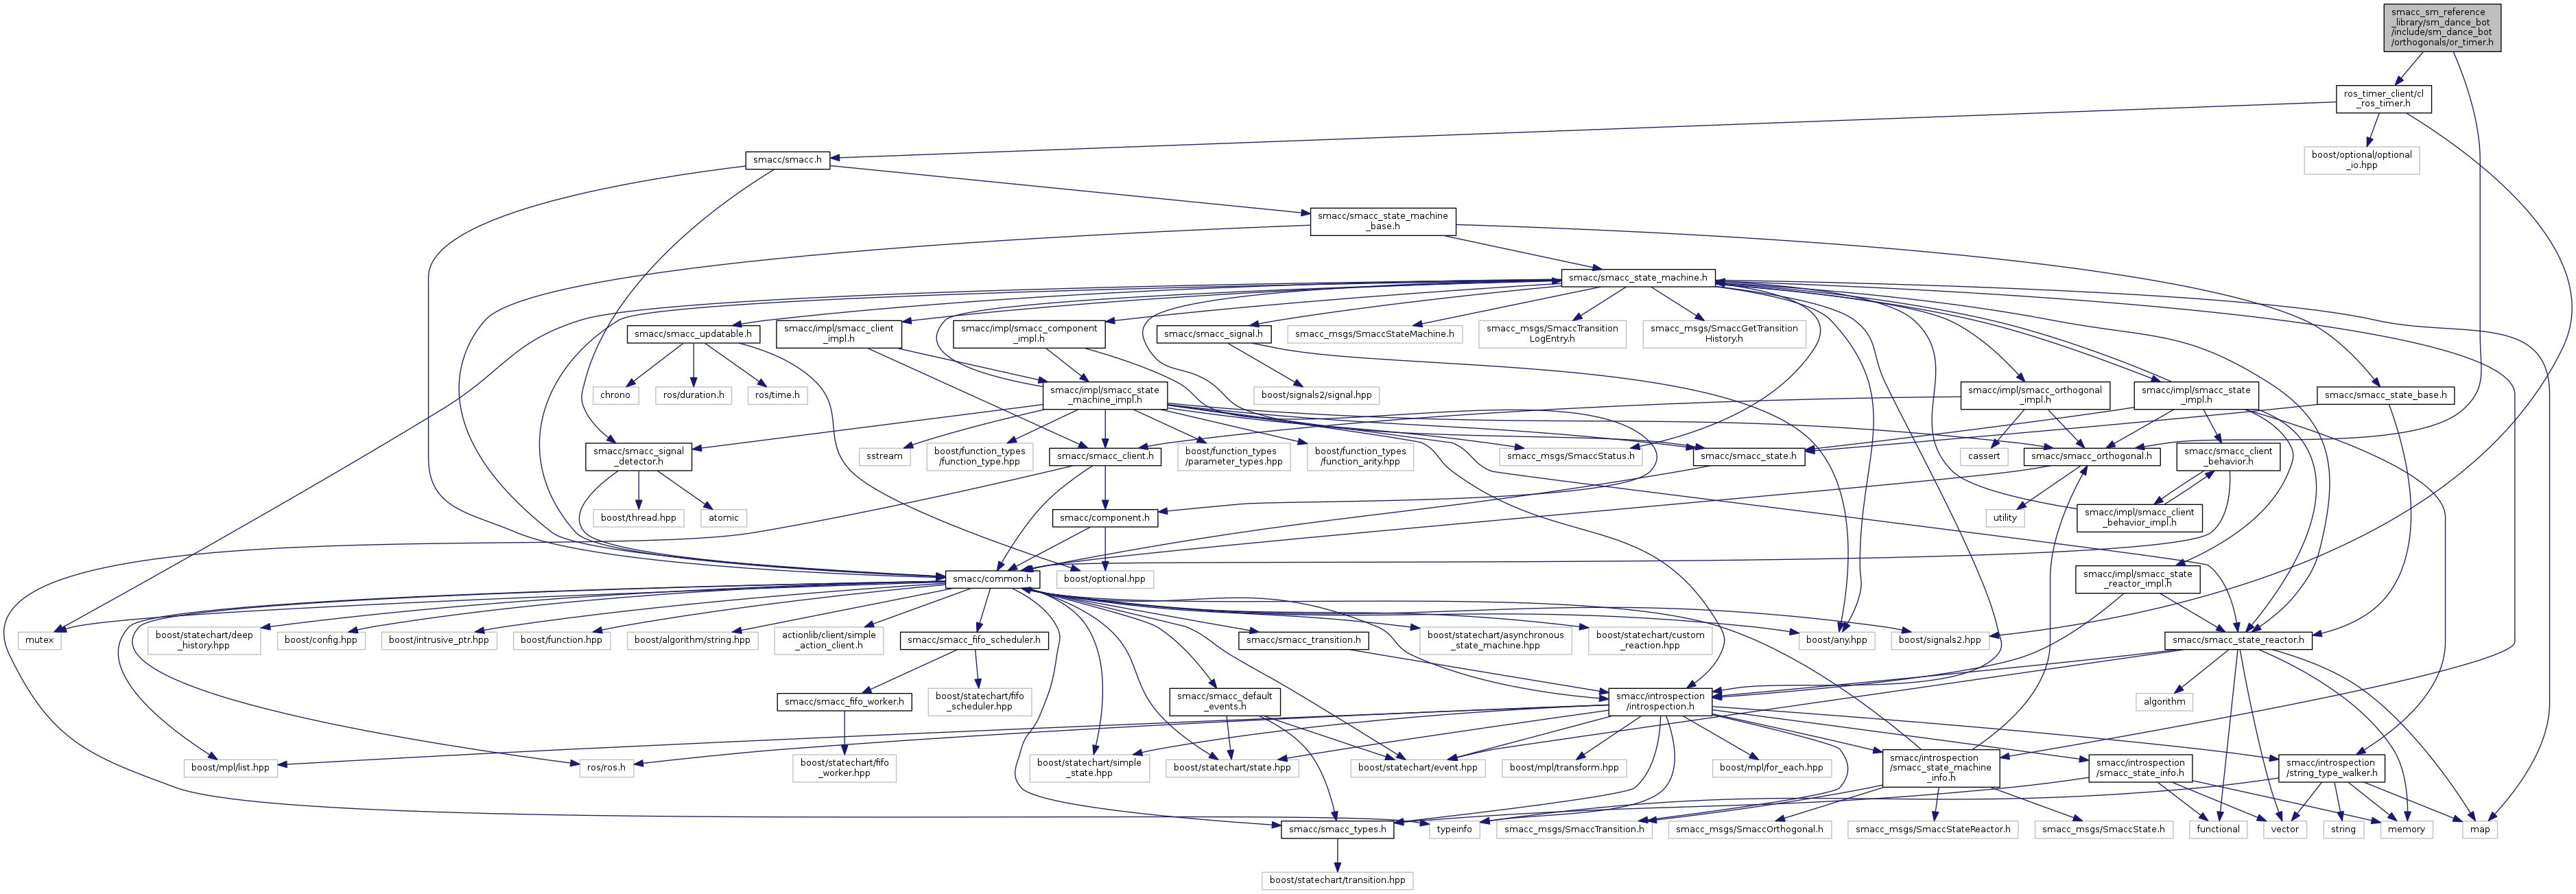 smacc_sm_reference
_library/sm_dance_bot
/include/sm_dance_bot
/orthogonals/or_timer.h
ros_timer_client/cl
_ros_timer.h
smacc/smacc.h
boost/optional/optional
_io.hpp
smacc/smacc_state_machine
_base.h
smacc/smacc_state_machine.h
smacc/smacc_updatable.h
smacc/impl/smacc_client
_impl.h
smacc/impl/smacc_component
_impl.h
smacc/smacc_signal.h
smacc_msgs/SmaccStateMachine.h
smacc_msgs/SmaccTransition
LogEntry.h
smacc_msgs/SmaccGetTransition
History.h
chrono
ros/duration.h
ros/time.h
smacc/impl/smacc_state
_machine_impl.h
boost/signals2/signal.hpp
smacc/impl/smacc_orthogonal
_impl.h
smacc/impl/smacc_state
_impl.h
smacc/smacc_state_base.h
smacc/smacc_signal
_detector.h
sstream
boost/function_types
/function_type.hpp
smacc/smacc_client.h
boost/function_types
/parameter_types.hpp
boost/function_types
/function_arity.hpp
smacc_msgs/SmaccStatus.h
smacc/smacc_state.h
cassert
smacc/smacc_orthogonal.h
smacc/smacc_client
_behavior.h
boost/thread.hpp
atomic
smacc/component.h
utility
smacc/impl/smacc_client
_behavior_impl.h
smacc/common.h
boost/optional.hpp
smacc/impl/smacc_state
_reactor_impl.h
mutex
boost/statechart/deep
_history.hpp
boost/config.hpp
boost/intrusive_ptr.hpp
boost/function.hpp
boost/algorithm/string.hpp
actionlib/client/simple
_action_client.h
smacc/smacc_fifo_scheduler.h
smacc/smacc_transition.h
boost/statechart/asynchronous
_state_machine.hpp
boost/statechart/custom
_reaction.hpp
boost/any.hpp
boost/signals2.hpp
smacc/smacc_state_reactor.h
smacc/smacc_fifo_worker.h
boost/statechart/fifo
_scheduler.hpp
smacc/smacc_default
_events.h
smacc/introspection
/introspection.h
algorithm
boost/mpl/list.hpp
ros/ros.h
boost/statechart/fifo
_worker.hpp
boost/statechart/simple
_state.hpp
boost/statechart/state.hpp
boost/statechart/event.hpp
boost/mpl/transform.hpp
boost/mpl/for_each.hpp
smacc/introspection
/smacc_state_machine
_info.h
smacc/introspection
/smacc_state_info.h
smacc/introspection
/string_type_walker.h
smacc/smacc_types.h
typeinfo
smacc_msgs/SmaccTransition.h
smacc_msgs/SmaccOrthogonal.h
smacc_msgs/SmaccStateReactor.h
smacc_msgs/SmaccState.h
functional
vector
string
memory
map
boost/statechart/transition.hpp